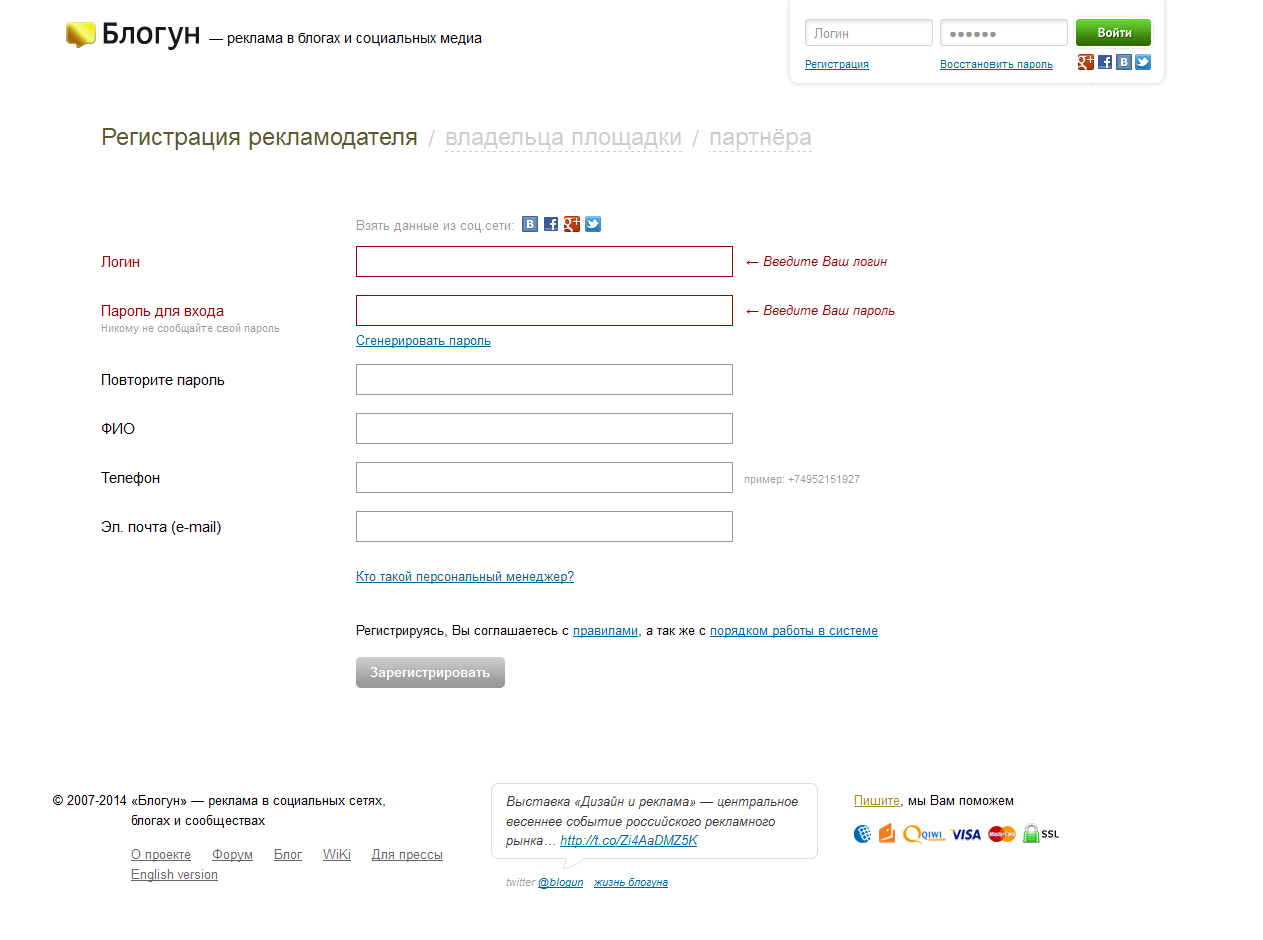 Блогун — реклама в блогах и социальных медиа
Логин ●●●●●● Войти
Регистрация Восстановить пароль
Регистрация рекламодателя / владельца площадки / партнёра
Взять данные из соц.сети:
Логин ← Введите Ваш логин
Пароль для входа ← Введите Ваш пароль
Никому не сообщайте свой пароль
Сгенерировать пароль
Повторите пароль
ФИО
Телефон пример: +74952151927
Эл. почта (e-mail)
Кто такой персональный менеджер?
Регистрируясь, Вы соглашаетесь с правилами, а так же с порядком работы в системе
Зарегистрировать
© 2007-2014 «Блогун» — реклама в социальных сетях,
блогах и сообществах
О проекте Форум Блог WiKi Для прессы
English version
Выставка «Дизайн и реклама» — центральное
весеннее событие российского рекламного
рынка… http://t.co/Zi4AaDMZ5K
twitter @blogun жизнь блогуна
Пишите, мы Вам поможем
QIWI VISA MasterCard SSL